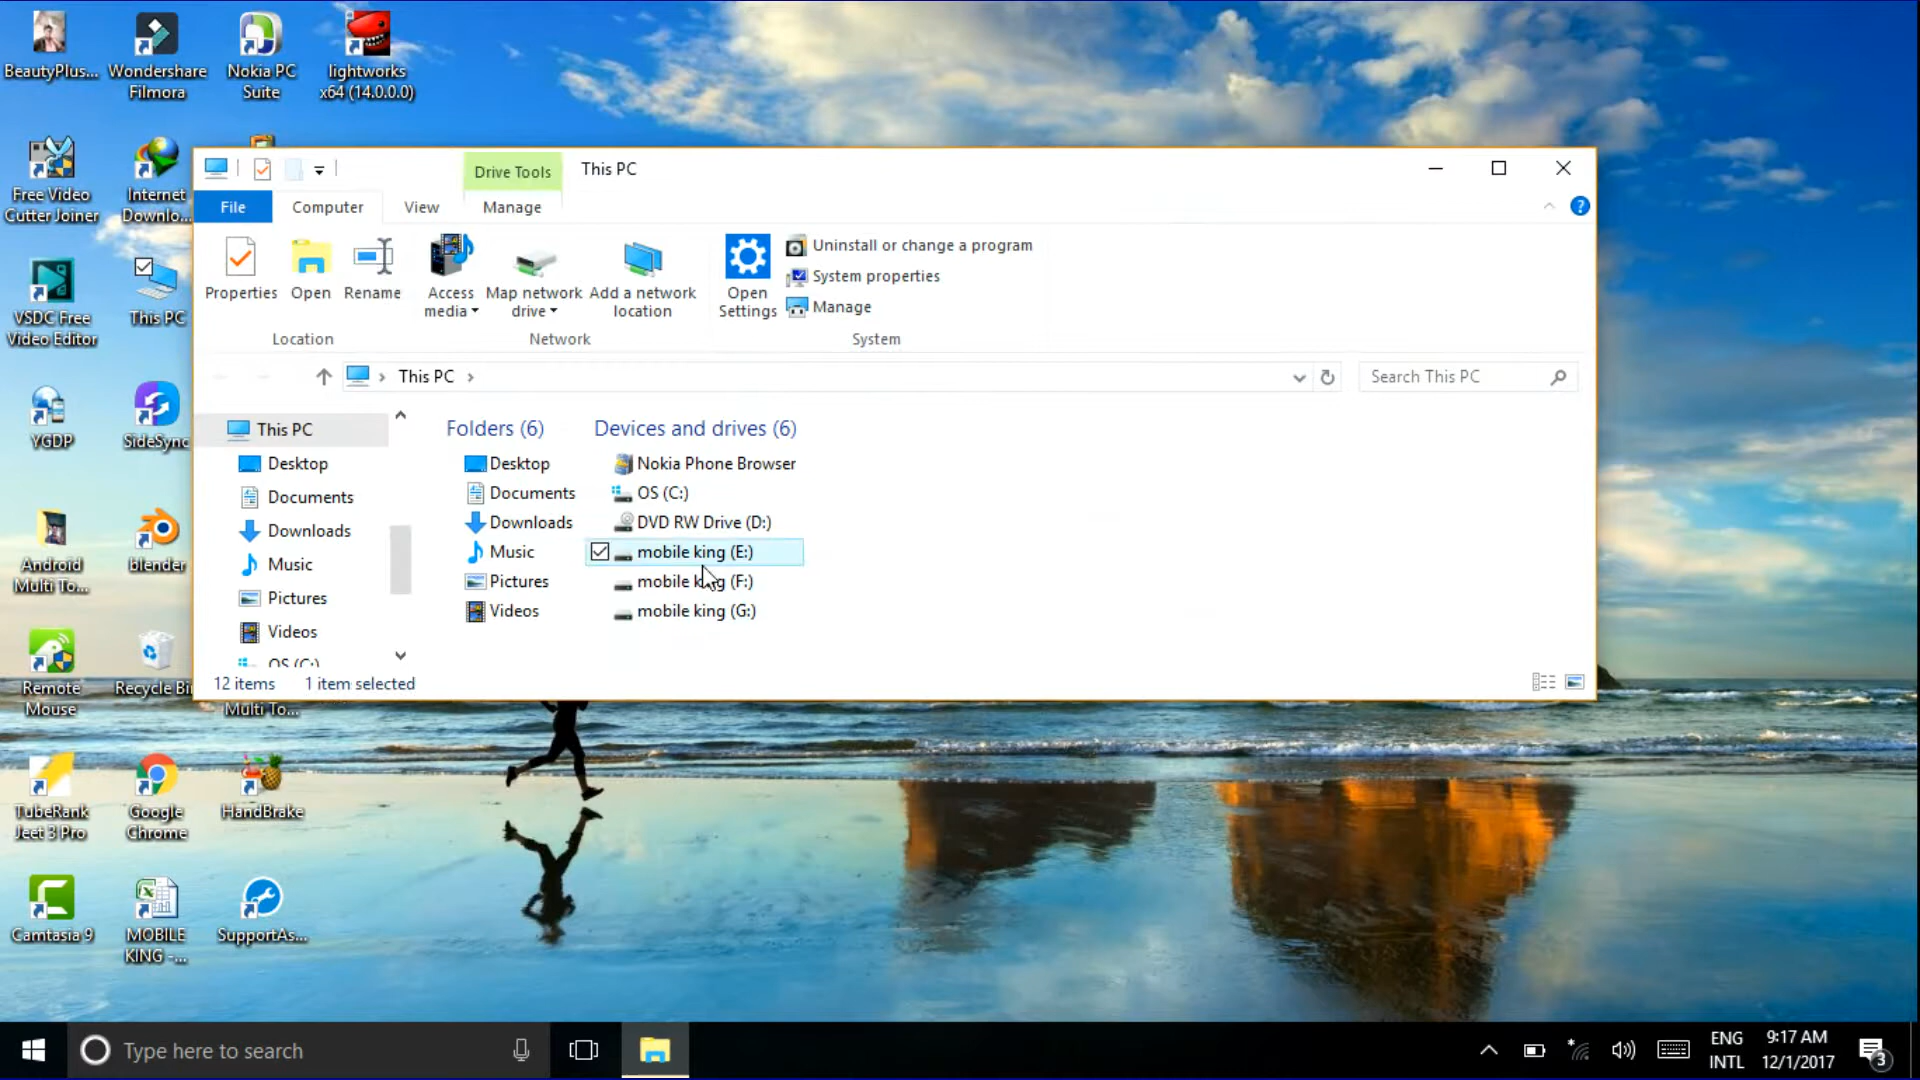 BeautyPlus...
Wondershare
Filmora
Nokia PC
Suite
lightworks
x64 (14.0.0.0)
Free Video
Cutter Joiner
Internet
Downlo...
VSDC Free
Video Editor
This PC
YGDP
SideSync
Android
Multi To...
blender
Remote
Mouse
Recycle Bi
Multi To...
TubeRank
Jeet 3 Pro
Google
Chrome
HandBrake
Camtasia 9
MOBILE
KING -...
SupportAs...
Drive Tools
This PC
File
Computer
View
Manage
Properties
Open
Rename
Access
media
Map network
drive
Add a network
location
Open
Settings
Uninstall or change a program
System properties
Manage
Location
Network
System
This PC
Search This PC
This PC
Desktop
Documents
Downloads
Music
Pictures
Videos
OS (C:)
Folders (6)
Desktop
Documents
Downloads
Music
Pictures
Videos
Devices and drives (6)
Nokia Phone Browser
OS (C:)
DVD RW Drive (D:)
mobile king (E:)
mobile king (F:)
mobile king (G:)
12 items
1 item selected
Type here to search
ENG
INTL
9:17 AM
12/1/2017
3